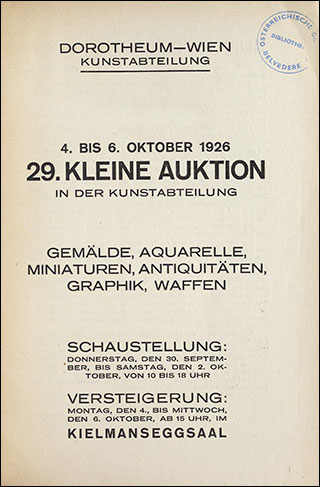 DOROTHEUM—WIEN
KUNSTABTEILUNG
ÖSTERREICHISCHE G
BIBLIOTHE
BELVEDERE
4. BIS 6. OKTOBER 1926
29. KLEINE AUKTION
IN DER KUNSTABTEILUNG
GEMÄLDE, AQUARELLE,
MINIATUREN, ANTIQUITÄTEN,
GRAPHIK, WAFFEN
SCHAUSTELLUNG:
DONNERSTAG, DEN 30. SEPTEM-
BER, BIS SAMSTAG, DEN 2. OK-
TOBER, VON 10 BIS 18 UHR
VERSTEIGERUNG:
MONTAG, DEN 4., BIS MITTWOCH,
DEN 6. OKTOBER, AB 15 UHR, IM
KIELMANSEGGSAAL